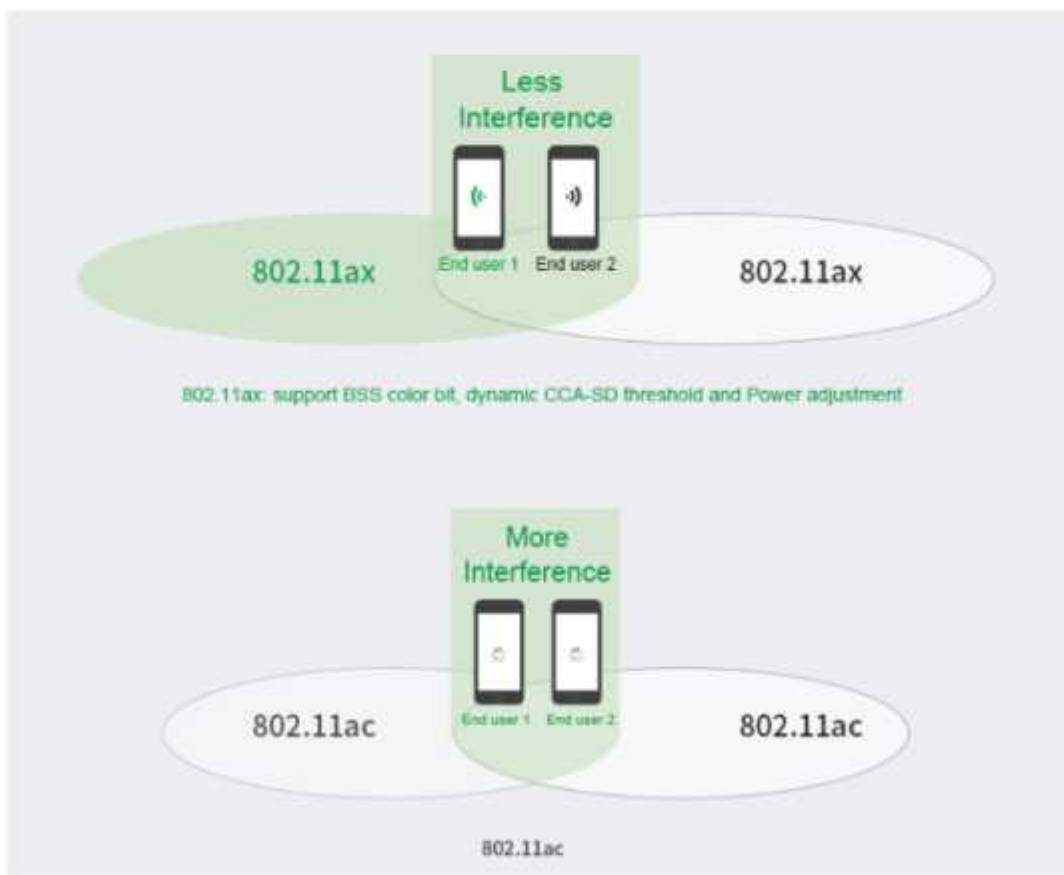 Less
Interference
End user 1 End user 2
802.11ax
802.11ax
802.11ax: support BSS color bit, dynamic CCA-SD threshold and Power adjustment
More
Interference
End user 1 End user 2
802.11ac
802.11ac
802.11ac